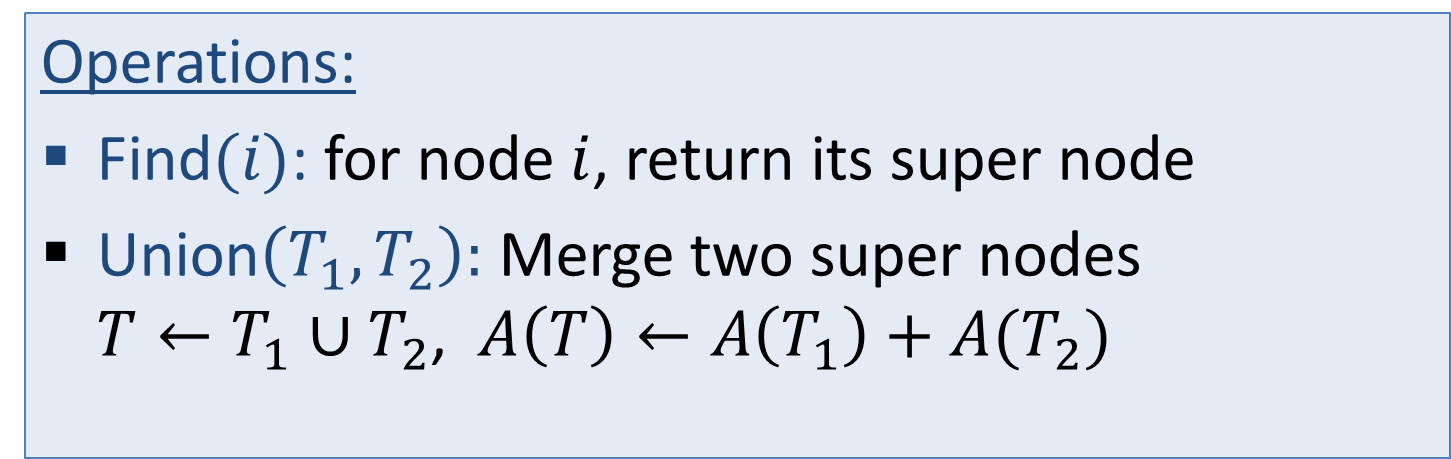 Operations:
▪ Find(𝑖): for node 𝑖, return its super node
▪ Union(𝑇₁, 𝑇₂): Merge two super nodes
𝑇 ← 𝑇₁ ∪ 𝑇₂, 𝐴(𝑇) ← 𝐴(𝑇₁) + 𝐴(𝑇₂)